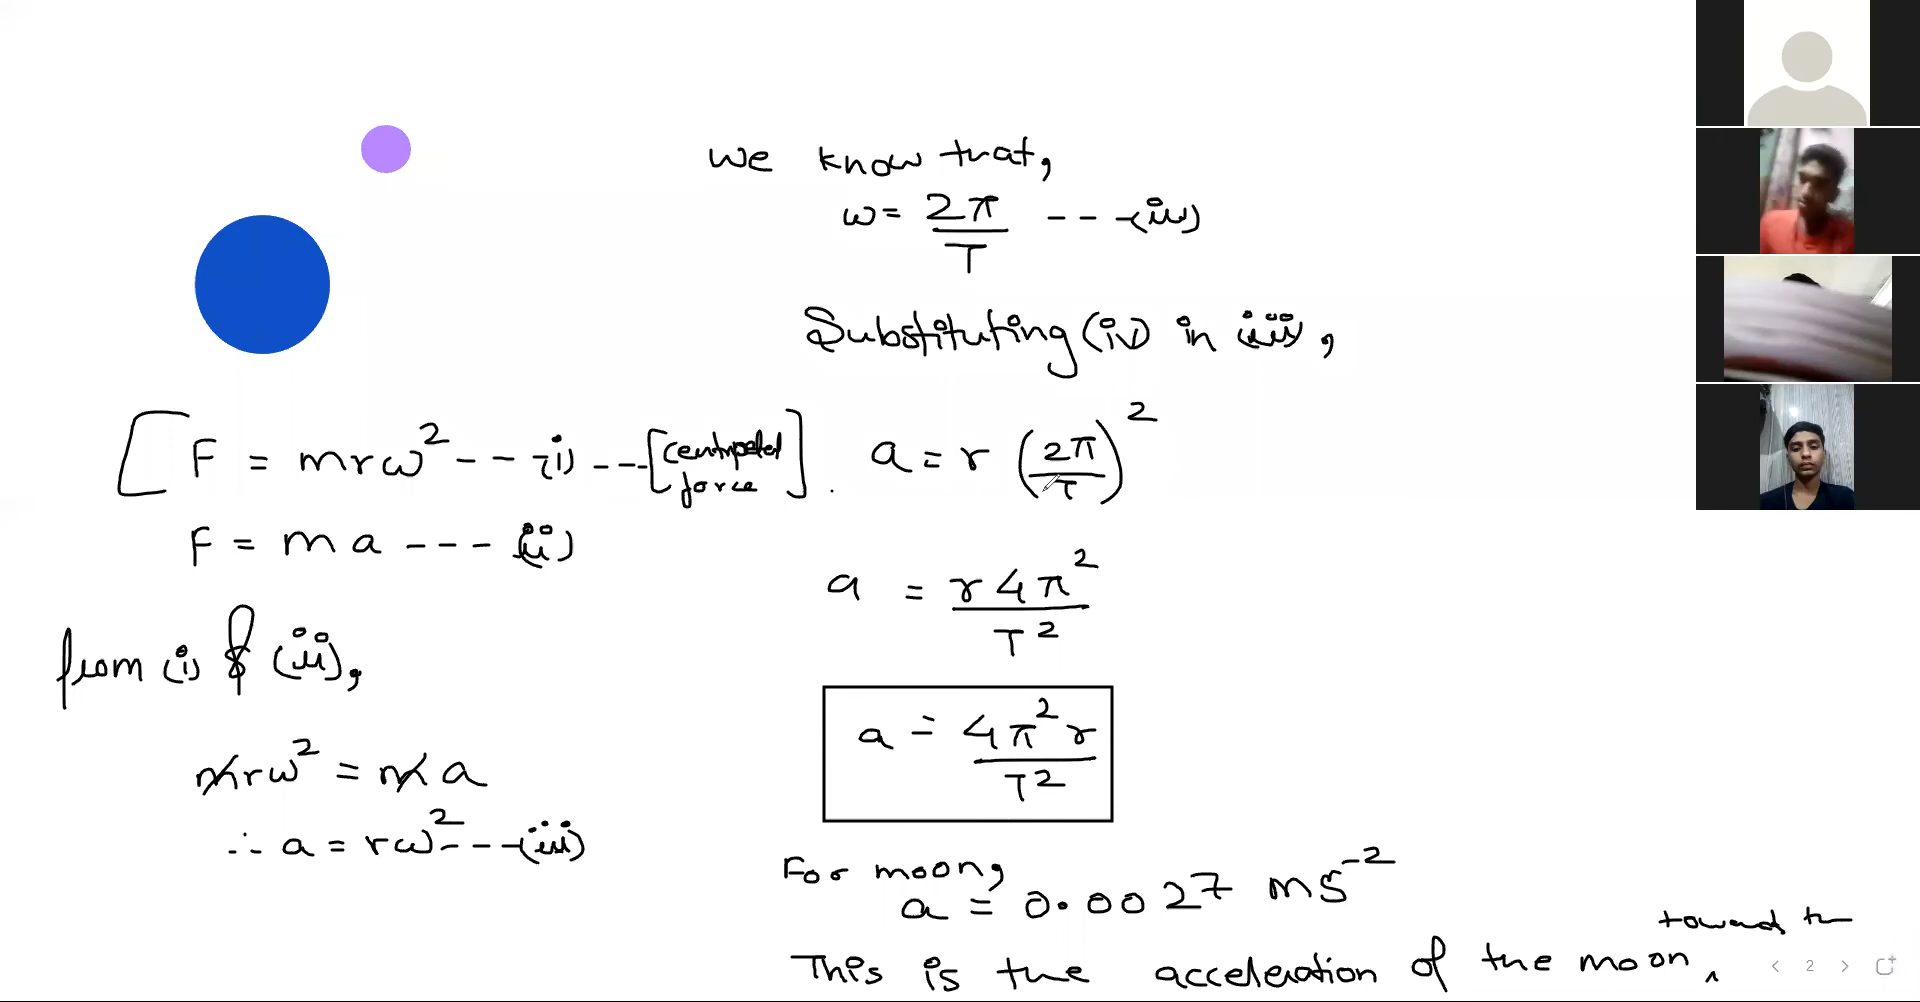 F = mrω² -- (i) --- [centripetal force]
F = ma --- (ii)
from (i) & (ii),
mrω² = ma
∴ a = rω² --- (iii)
we know that,
ω = 2π/T --- (iv)
Substituting (iv) in (iii),
a = r (2π/T)²
a = r4π²/T²
a = 4π²r/T²
For moon,
a = 0.0027 ms⁻²
toward the
This is the acceleration of the moon,
2